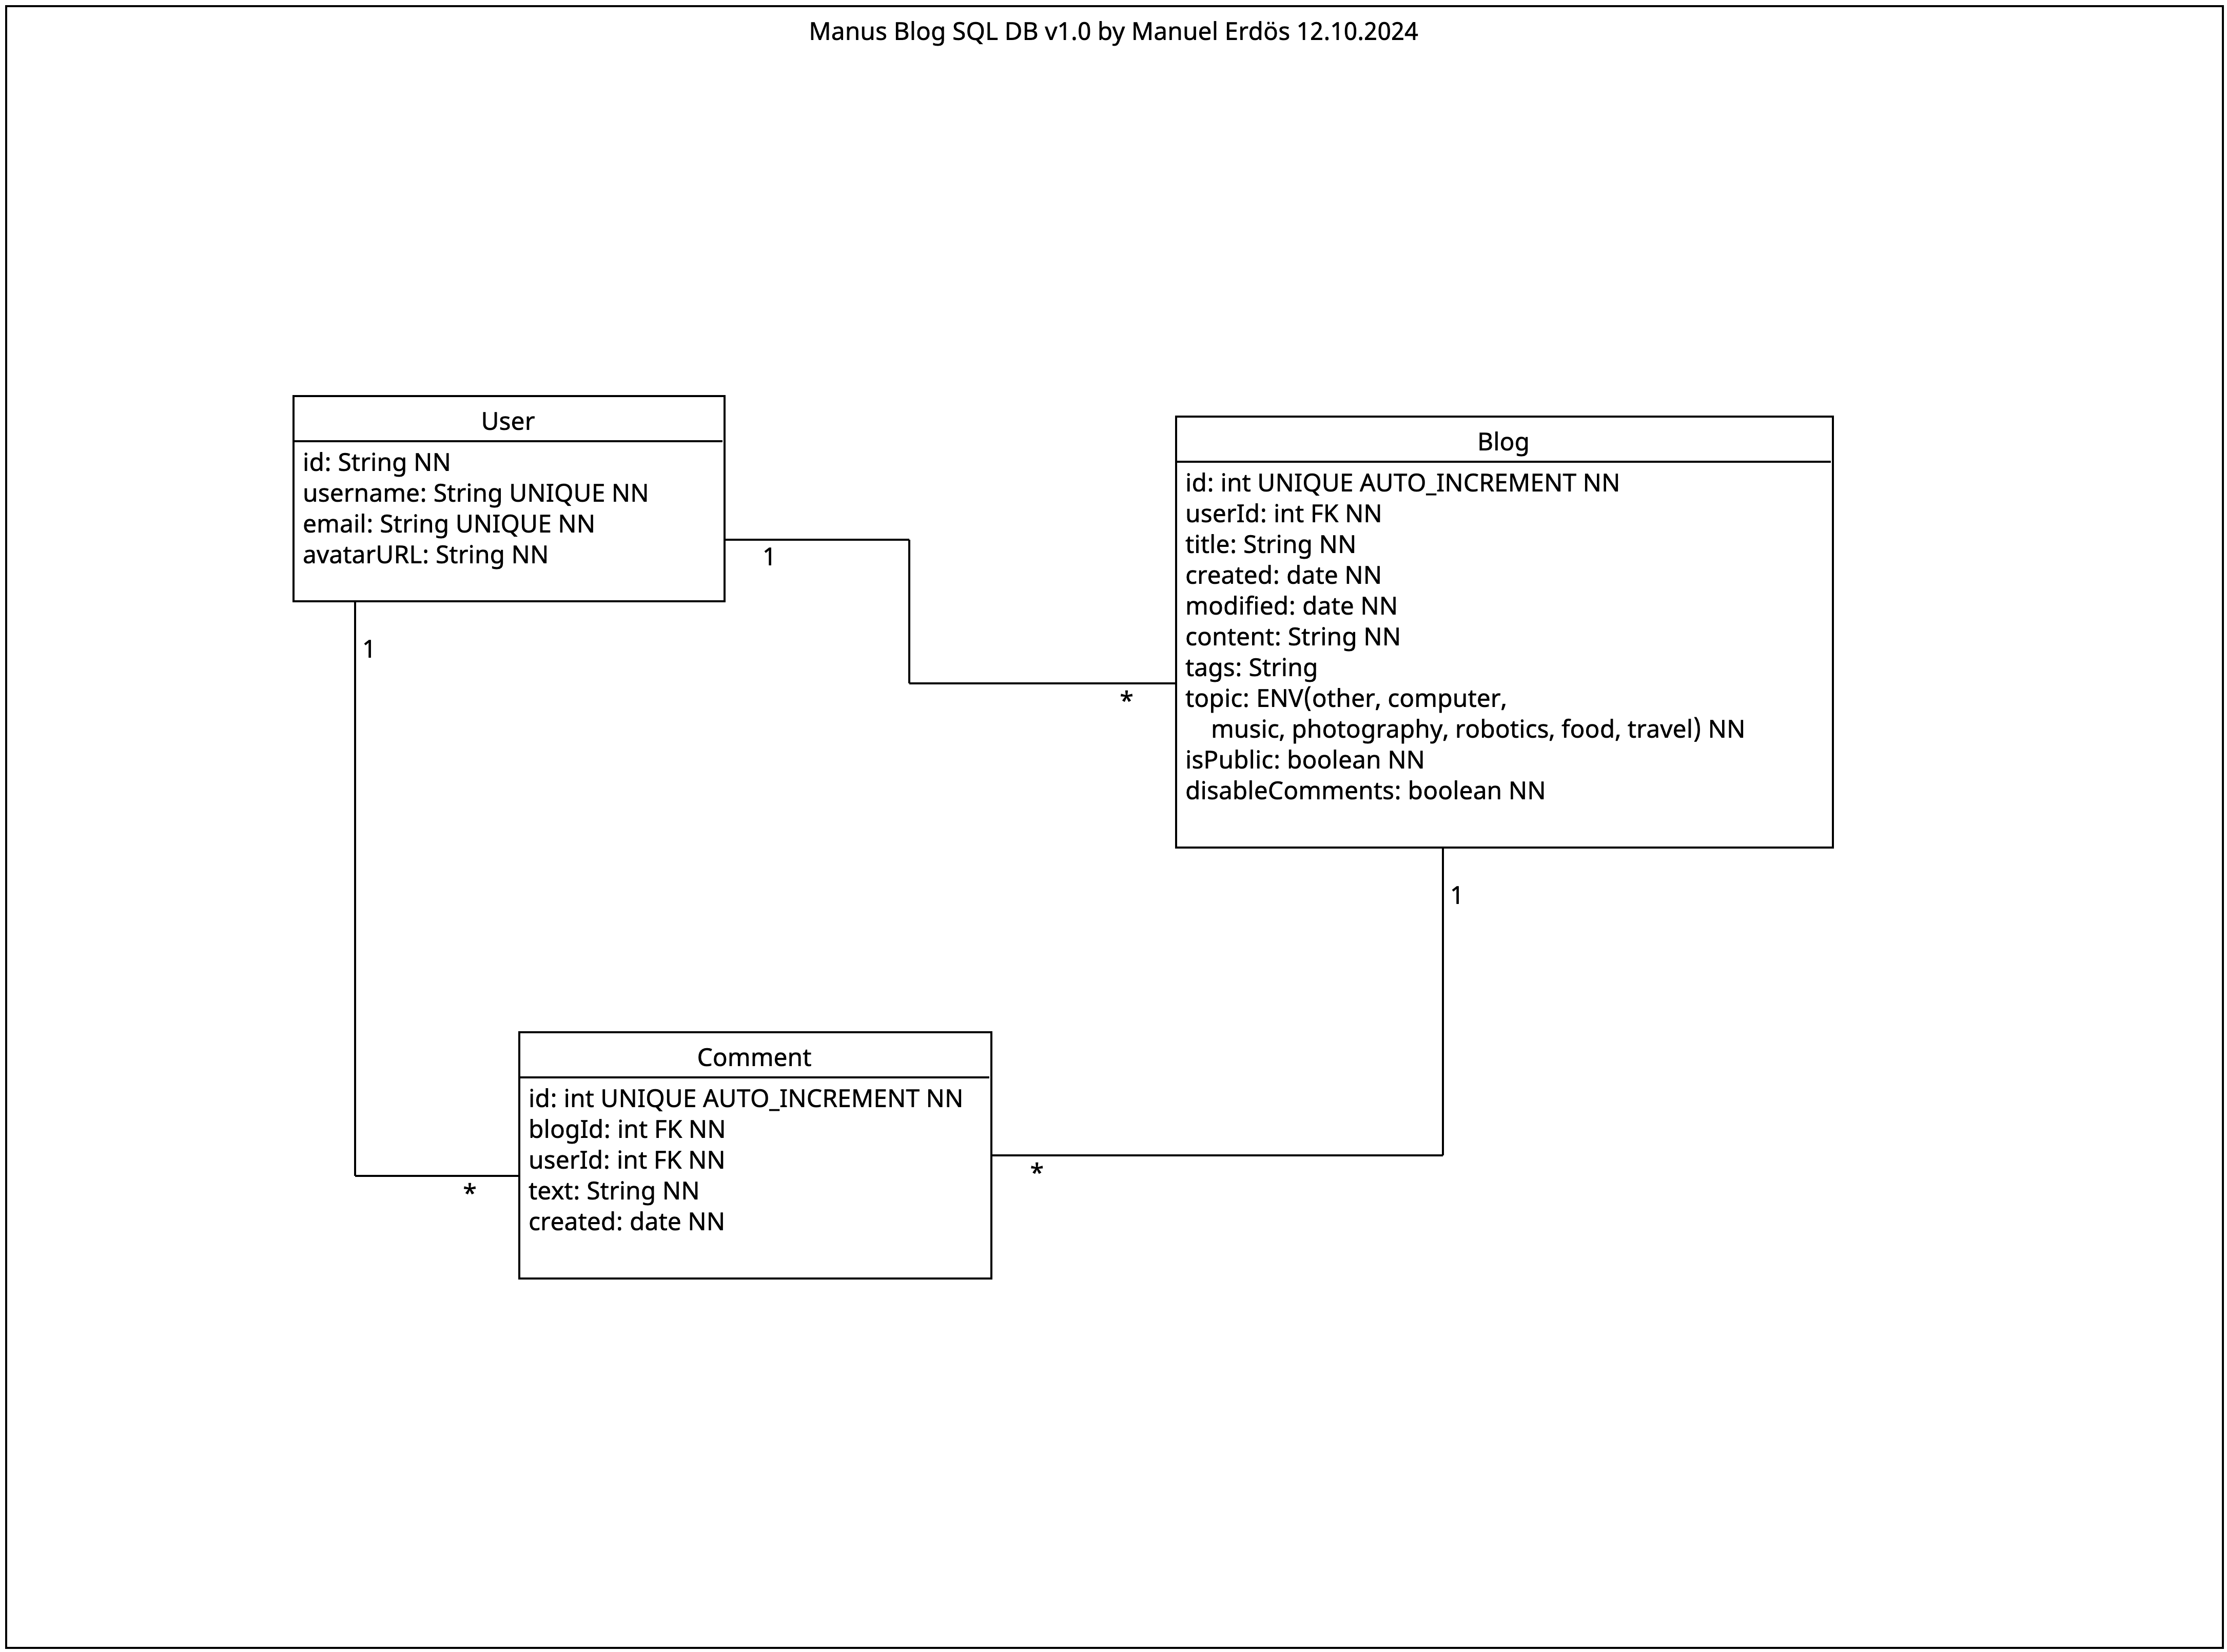 Manus Blog SQL DB v1.0 by Manuel Erdös 12.10.2024
User
id: String NN
username: String UNIQUE NN
email: String UNIQUE NN
avatarURL: String NN
1
1
Blog
id: int UNIQUE AUTO_INCREMENT NN
userId: int FK NN
title: String NN
created: date NN
modified: date NN
content: String NN
tags: String
topic: ENV(other, computer,
music, photography, robotics, food, travel) NN
isPublic: boolean NN
disableComments: boolean NN
*
1
Comment
id: int UNIQUE AUTO_INCREMENT NN
blogId: int FK NN
userId: int FK NN
text: String NN
created: date NN
*
*